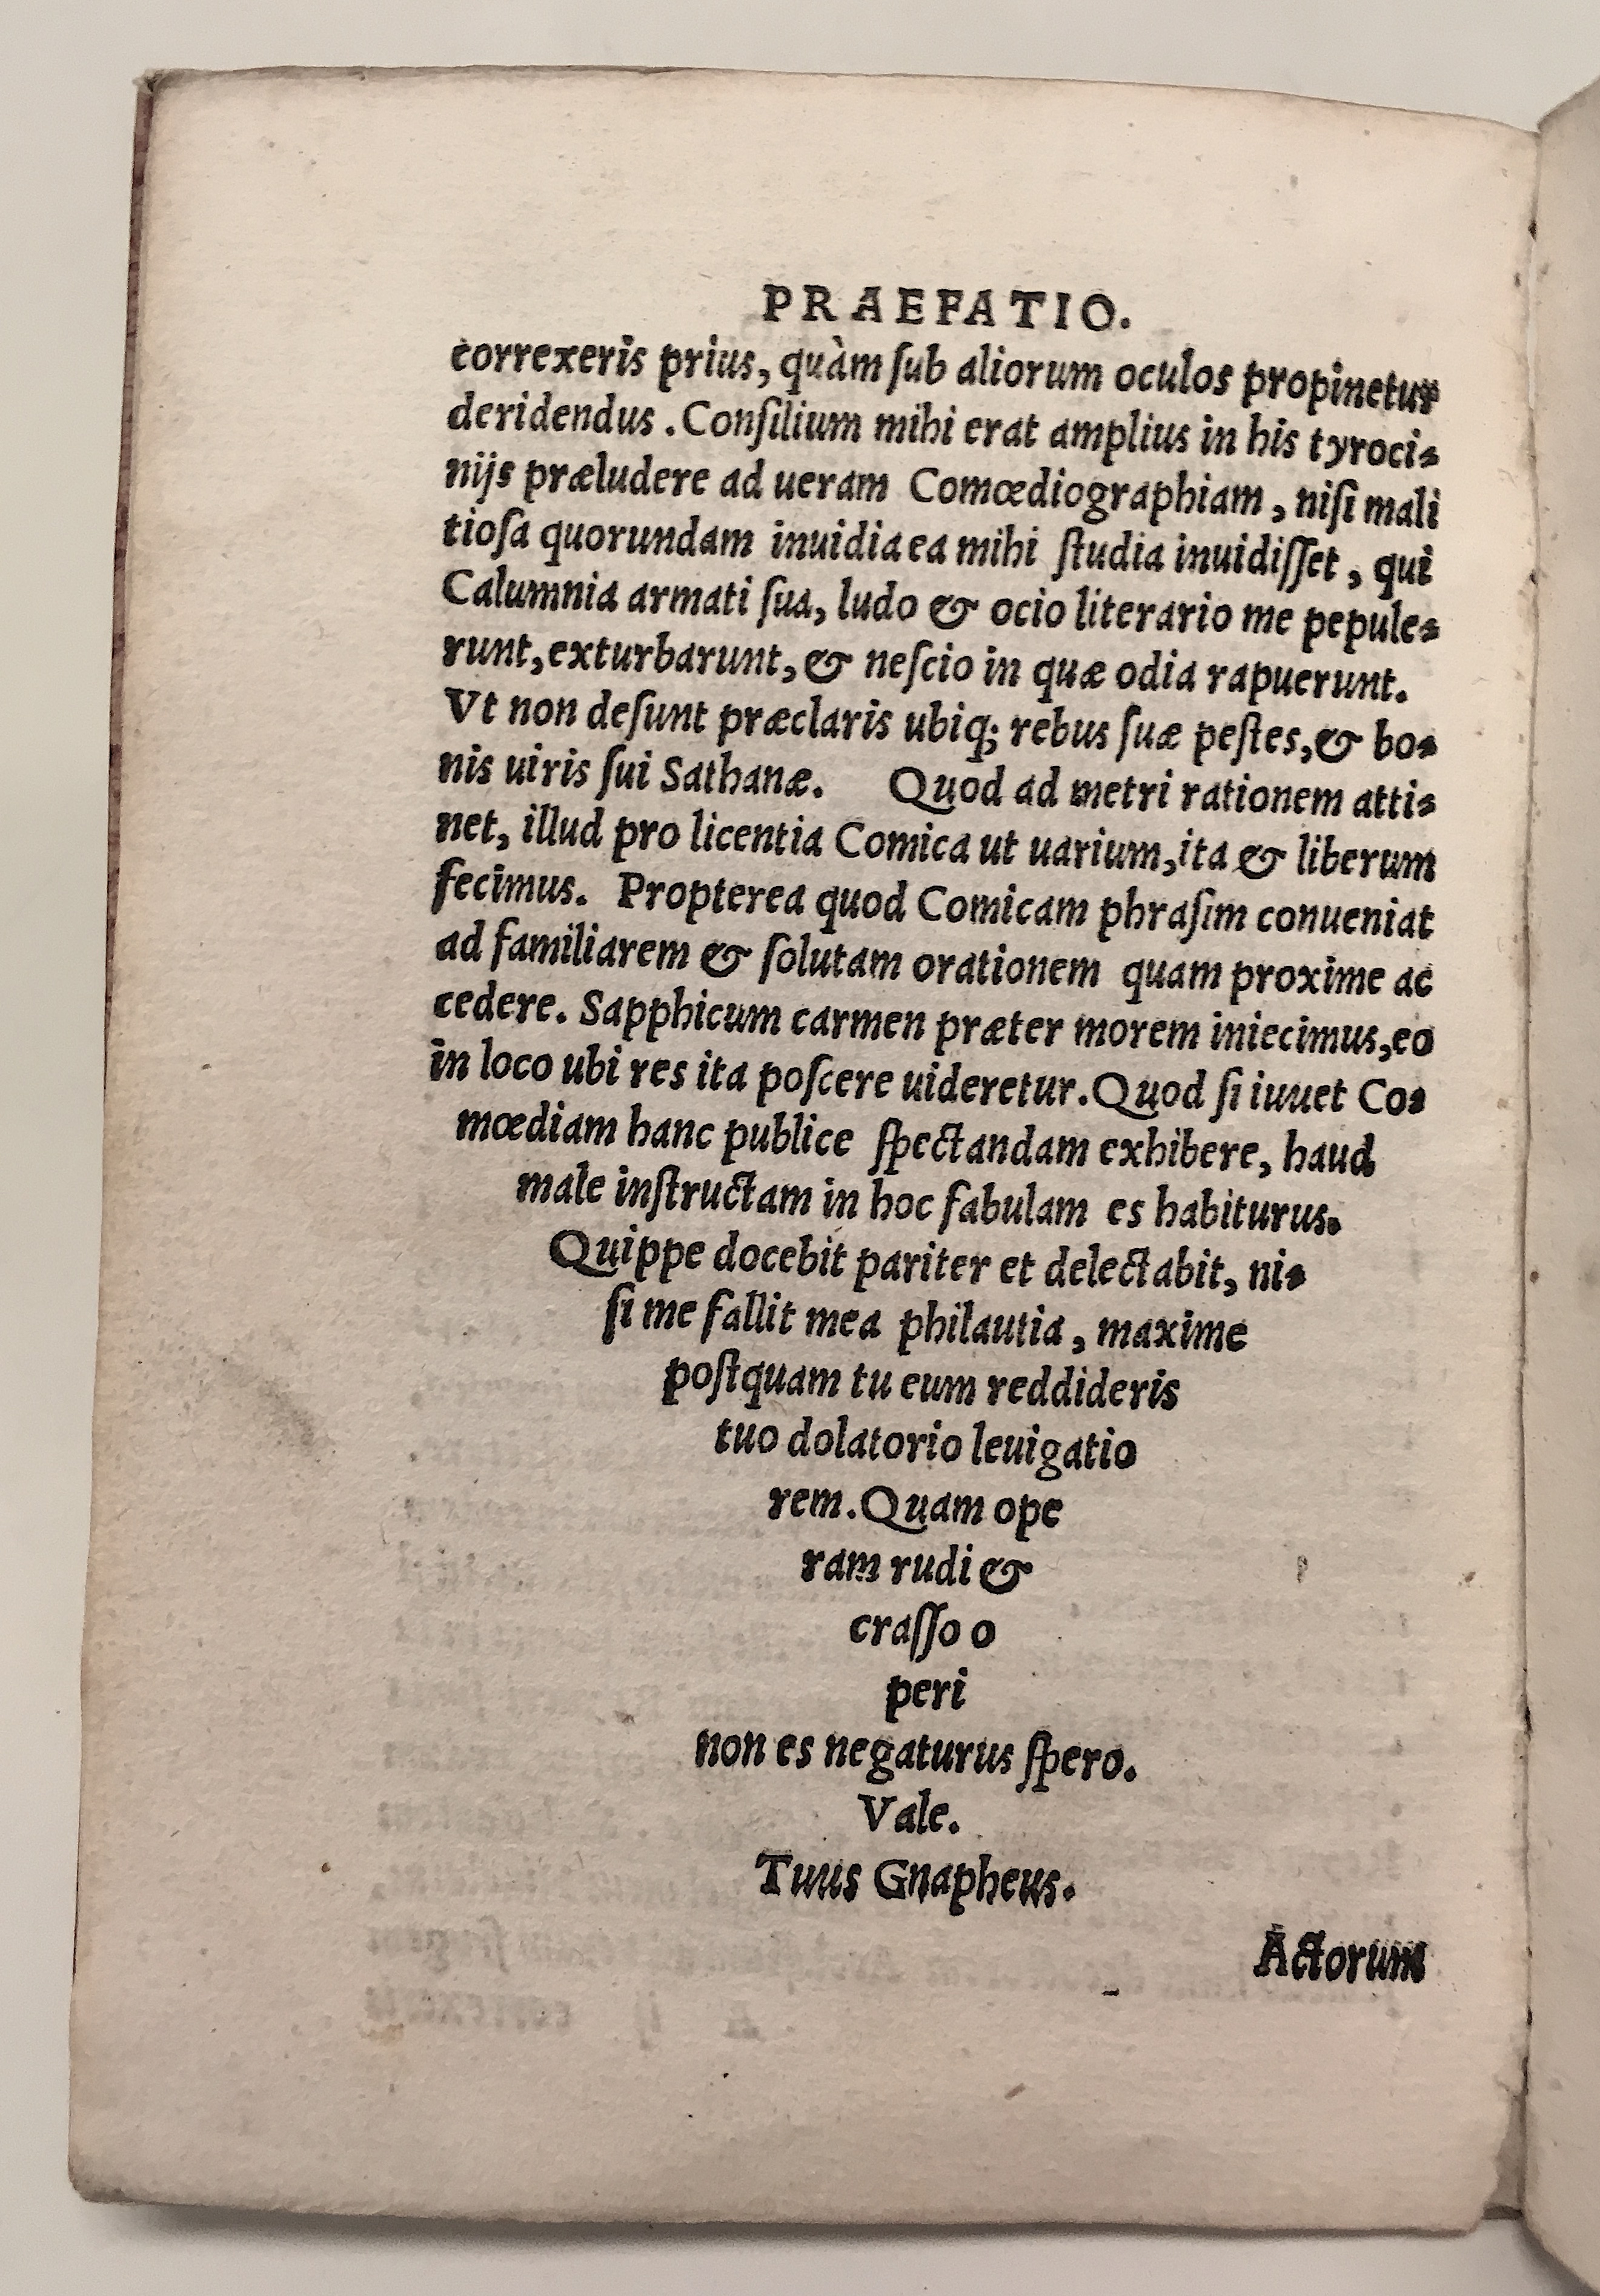 PRAEFATIO.
correxeris prius, quàm ſub aliorum oculos propinetur
deridendus. Conſilium mihi erat amplius in his tyroci-
nijs præludere ad ueram Comœdiographiam, niſi mali
tioſa quorundam inuidia ea mihi ſtudia inuidiſſet, qui
Calumnia armati ſua, ludo & ocio literario me pepule-
runt, exturbarunt, & neſcio in quæ odia rapuerunt.
Vt non deſunt præclaris ubiq; rebus ſuæ peſtes, & bo-
nis uiris ſui Sathanæ. Quod ad metri rationem atti-
net, illud pro licentia Comica ut uarium, ita & liberum
fecimus. Propterea quod Comicam phraſim conueniat
ad familiarem & ſolutam orationem quam proxime ac
cedere. Sapphicum carmen præter morem iniecimus, eo
in loco ubi res ita poſcere uideretur. Quod ſi iuuet Co-
mœdiam hanc publice ſpectandam exhibere, haud
male inſtructam in hoc fabulam es habiturus.
Quippe docebit pariter et delectabit, ni-
ſi me fallit mea philautia, maxime
poſtquam tu eum reddideris
tuo dolatorio leuigatio
rem. Quam ope
ram rudi &
craſſo o
peri
non es negaturus ſpero.
Vale.
Tuus Gnapheus.
Actorum